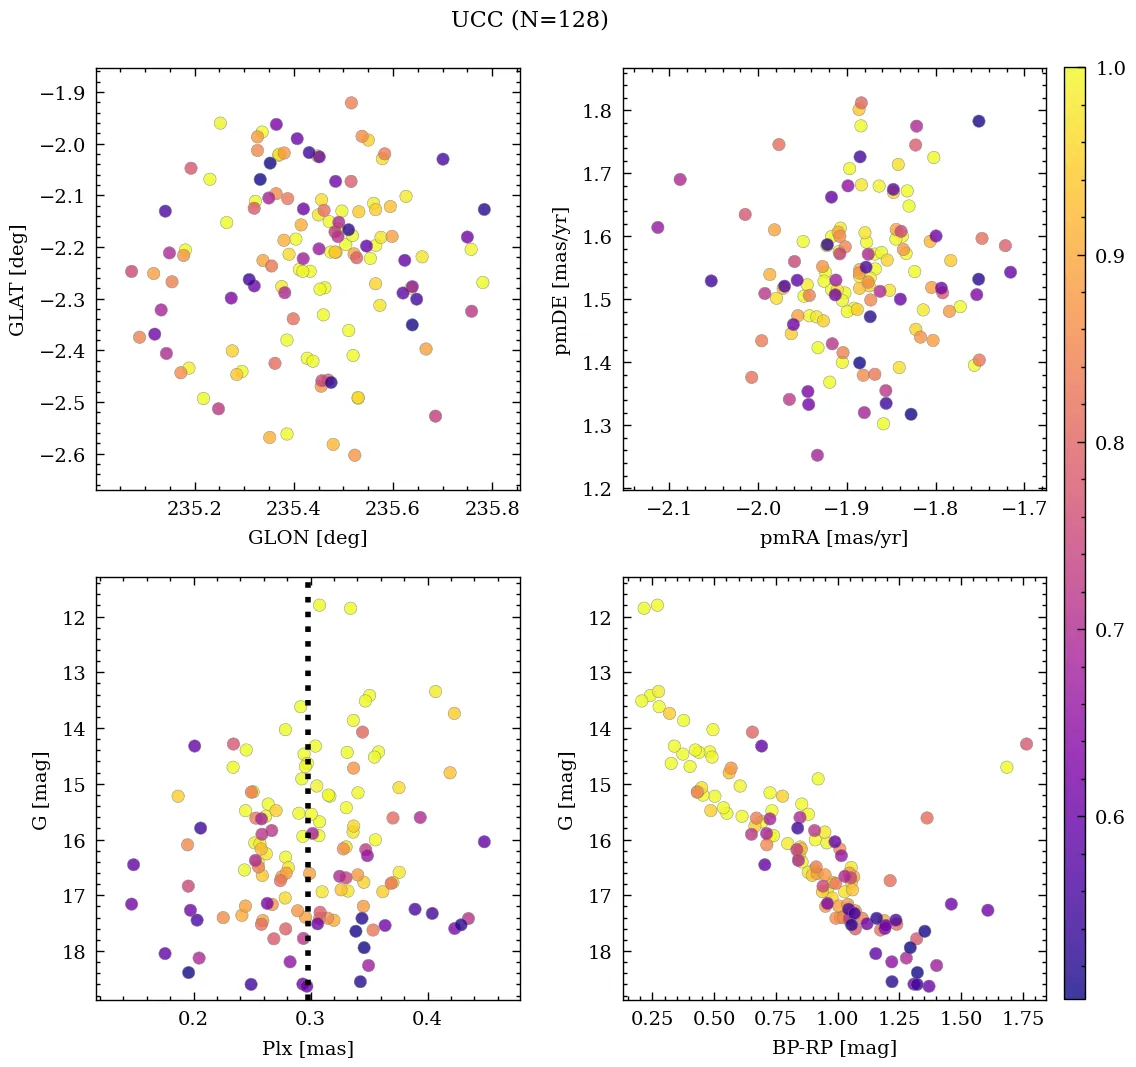 UCC (N=128)
−1.9
−2.0
−2.1
−2.2
−2.3
−2.4
−2.5
−2.6
GLAT [deg]
235.2 235.4 235.6 235.8
GLON [deg]
1.8
1.7
1.6
1.5
1.4
1.3
1.2
pmDE [mas/yr]
−2.1 −2.0 −1.9 −1.8 −1.7
pmRA [mas/yr]
12
13
14
15
16
17
18
G [mag]
0.2 0.3 0.4
Plx [mas]
12
13
14
15
16
17
18
G [mag]
0.25 0.50 0.75 1.00 1.25 1.50 1.75
BP-RP [mag]
1.0
0.9
0.8
0.7
0.6